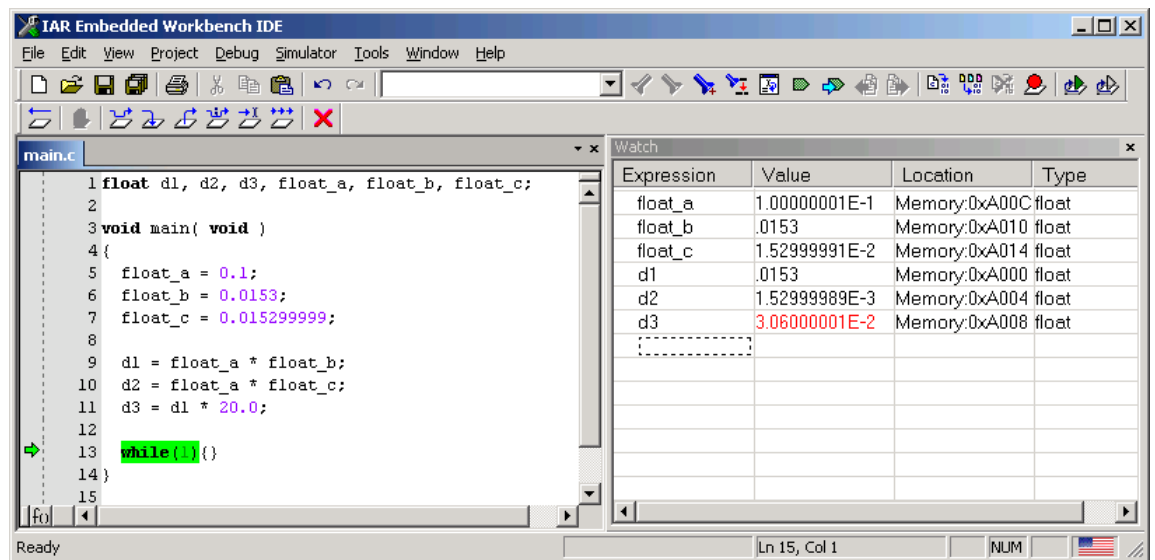 IAR Embedded Workbench IDE
File Edit View Project Debug Simulator Tools Window Help
main.c
1 float d1, d2, d3, float_a, float_b, float_c;
2
3 void main( void )
4 {
5 float_a = 0.1;
6 float_b = 0.0153;
7 float_c = 0.015299999;
8
9 d1 = float_a * float_b;
10 d2 = float_a * float_c;
11 d3 = d1 * 20.0;
12
13 while(1){}
14 }
15
fo
Watch
Expression Value Location Type
float_a 1.00000001E-1 Memory:0xA00C float
float_b .0153 Memory:0xA010 float
float_c 1.52999991E-2 Memory:0xA014 float
d1 .0153 Memory:0xA000 float
d2 1.52999989E-3 Memory:0xA004 float
d3 3.06000001E-2 Memory:0xA008 float
Ready Ln 15, Col 1 NUM